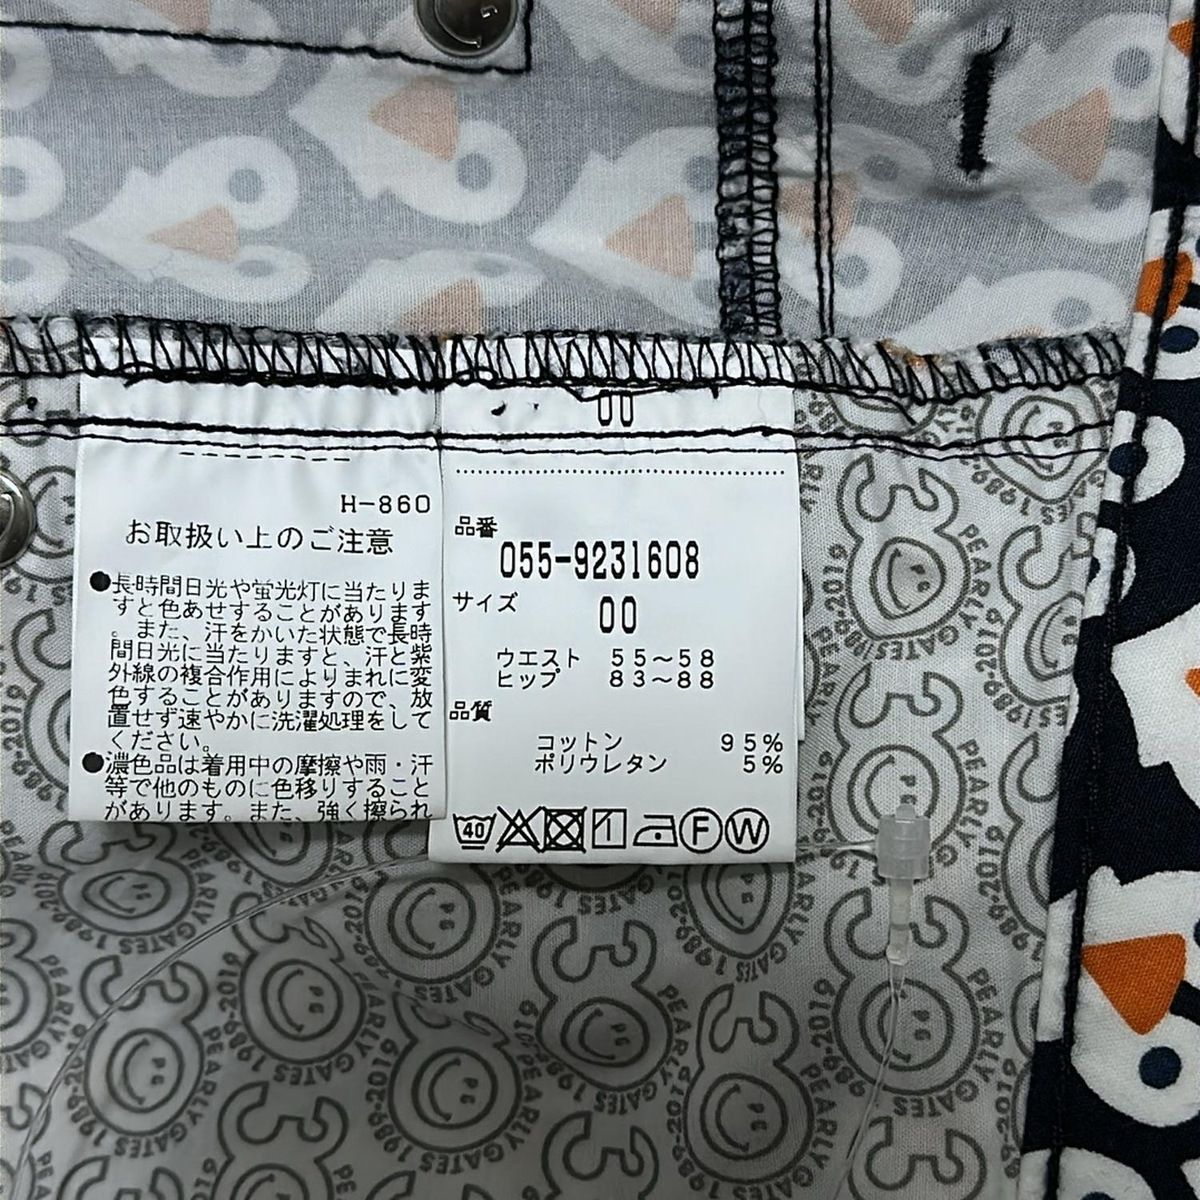 H-860
お取扱い上のご注意
●長時間日光や蛍光灯に当たりま
すと色あせすることがあります
。また、汗をかいた状態で長時
間日光に当たりますと、汗と紫
外線の複合作用によりまれに変
色することがありますので、放
置せず速やかに洗濯処理をして
ください。
●濃色品は着用中の摩擦や雨・汗
等で他のものに色移りすること
があります。また、強く擦られ
00
品番
055-9231608
サイズ
00
ウエスト 55~58
ヒップ 83~88
品質
コットン 95%
ポリウレタン 5%
40 F W
PEARLY GATES 1989-2019